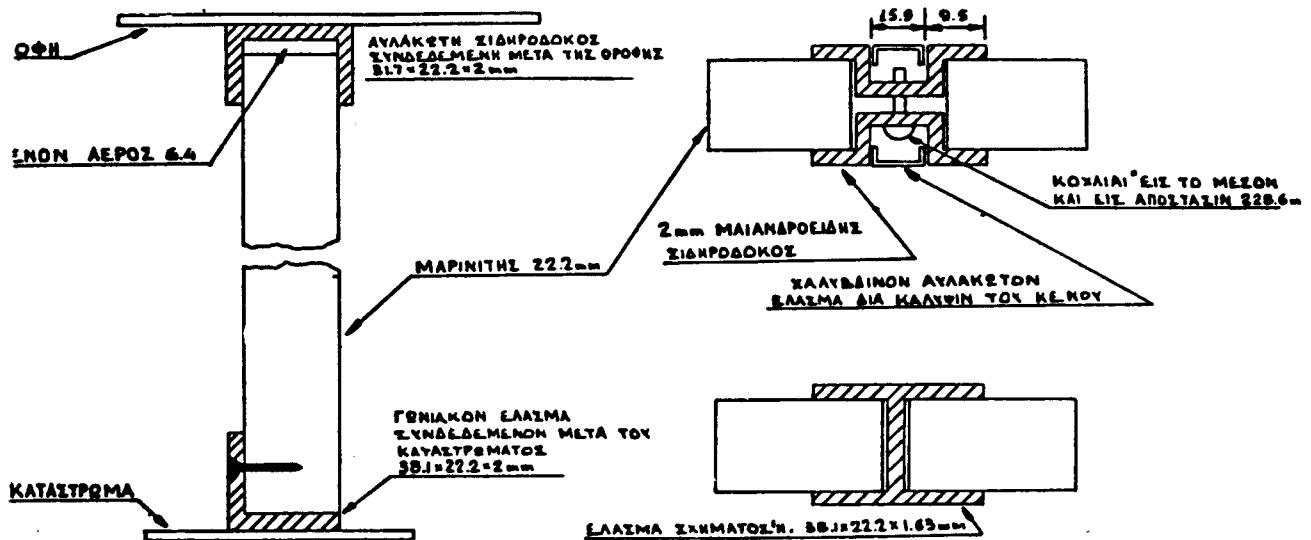 ΟΦΗ
ΑΥΛΑΚΩΤΗ ΣΙΔΗΡΟΔΟΚΟΣ
ΣΥΝΔΕΔΕΜΕΝΗ ΜΕΤΑ ΤΗΣ ΟΡΟΦΗΣ
31.7×22.2×2mm
ΕΝΟΝ ΑΕΡΟΣ 6.4
ΜΑΡΙΝΙΤΗΣ 22.2mm
ΓΩΝΙΑΚΟΝ ΕΛΑΣΜΑ
ΣΥΝΔΕΔΕΜΕΝΟΝ ΜΕΤΑ ΤΟΥ
ΚΑΤΑΣΤΡΩΜΑΤΟΣ
38.1×22.2×2mm
ΚΑΤΑΣΤΡΩΜΑ
15.9 9.5
ΚΟΧΛΙΑΙ ΕΙΣ ΤΟ ΜΕΣΟΝ
ΚΑΙ ΕΙΣ ΑΠΟΣΤΑΣΙΝ 228.6m
2mm ΜΑΙΑΝΔΡΟΕΙΔΗΣ
ΣΙΔΗΡΟΔΟΚΟΣ
ΧΑΛΥΒΔΙΝΟΝ ΑΥΛΑΚΩΤΟΝ
ΕΛΑΣΜΑ ΔΙΑ ΚΑΛΥΨΙΝ ΤΟΥ ΚΕΝΟΥ
ΕΛΑΣΜΑ ΣΧΗΜΑΤΟΣ "Η. 38.1×22.2×1.63mm